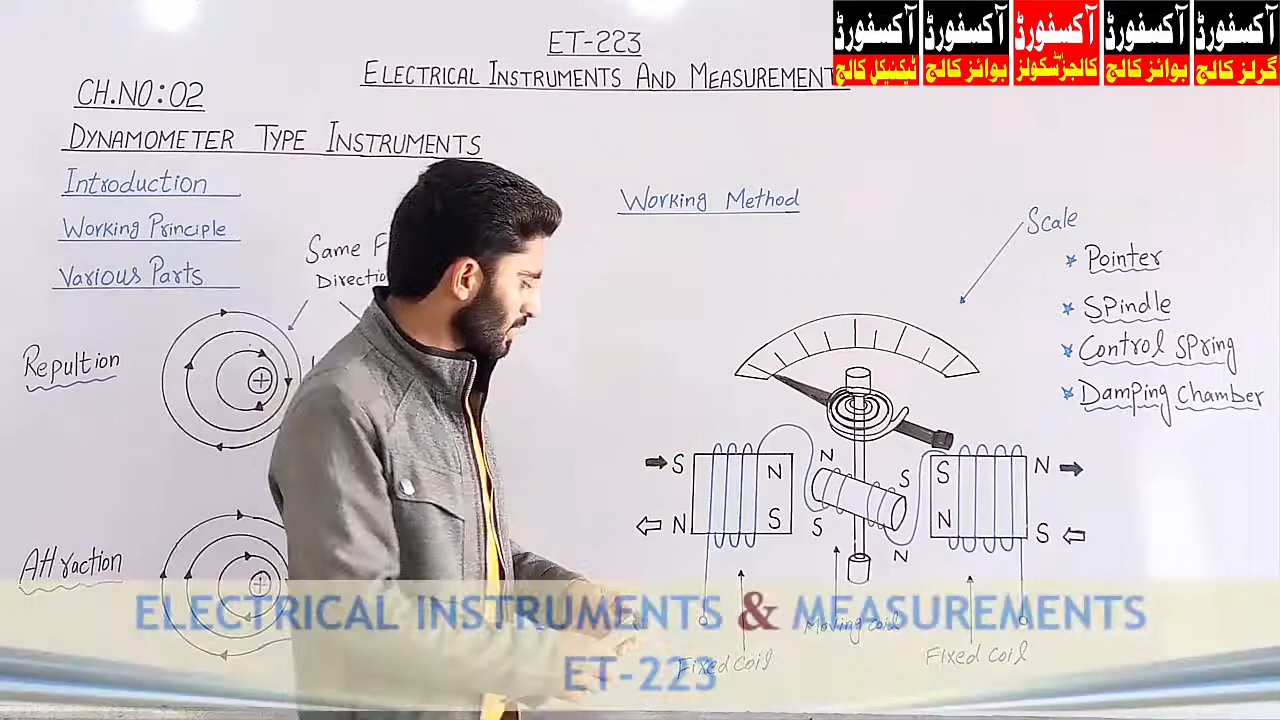 ET-223
ELECTRICAL INSTRUMENTS AND MEASUREMENT
آکسفورڈ ٹیکنیکل کالج
آکسفورڈ بوائز کالج
آکسفورڈ کالجز اینڈ سکولز
آکسفورڈ بوائز کالج
آکسفورڈ گرلز کالج
CH.NO:02
DYNAMOMETER TYPE INSTRUMENTS
Introduction
Working Principle
Various Parts
Same
Repultion
Attraction
Working Method
Scale
Pointer
SPindle
Control SPring
Damping Chamber
S N N S S N
N S S N N S
Moving coil
Fixed coil
Fixed coil
ELECTRICAL INSTRUMENTS & MEASUREMENTS
ET-223